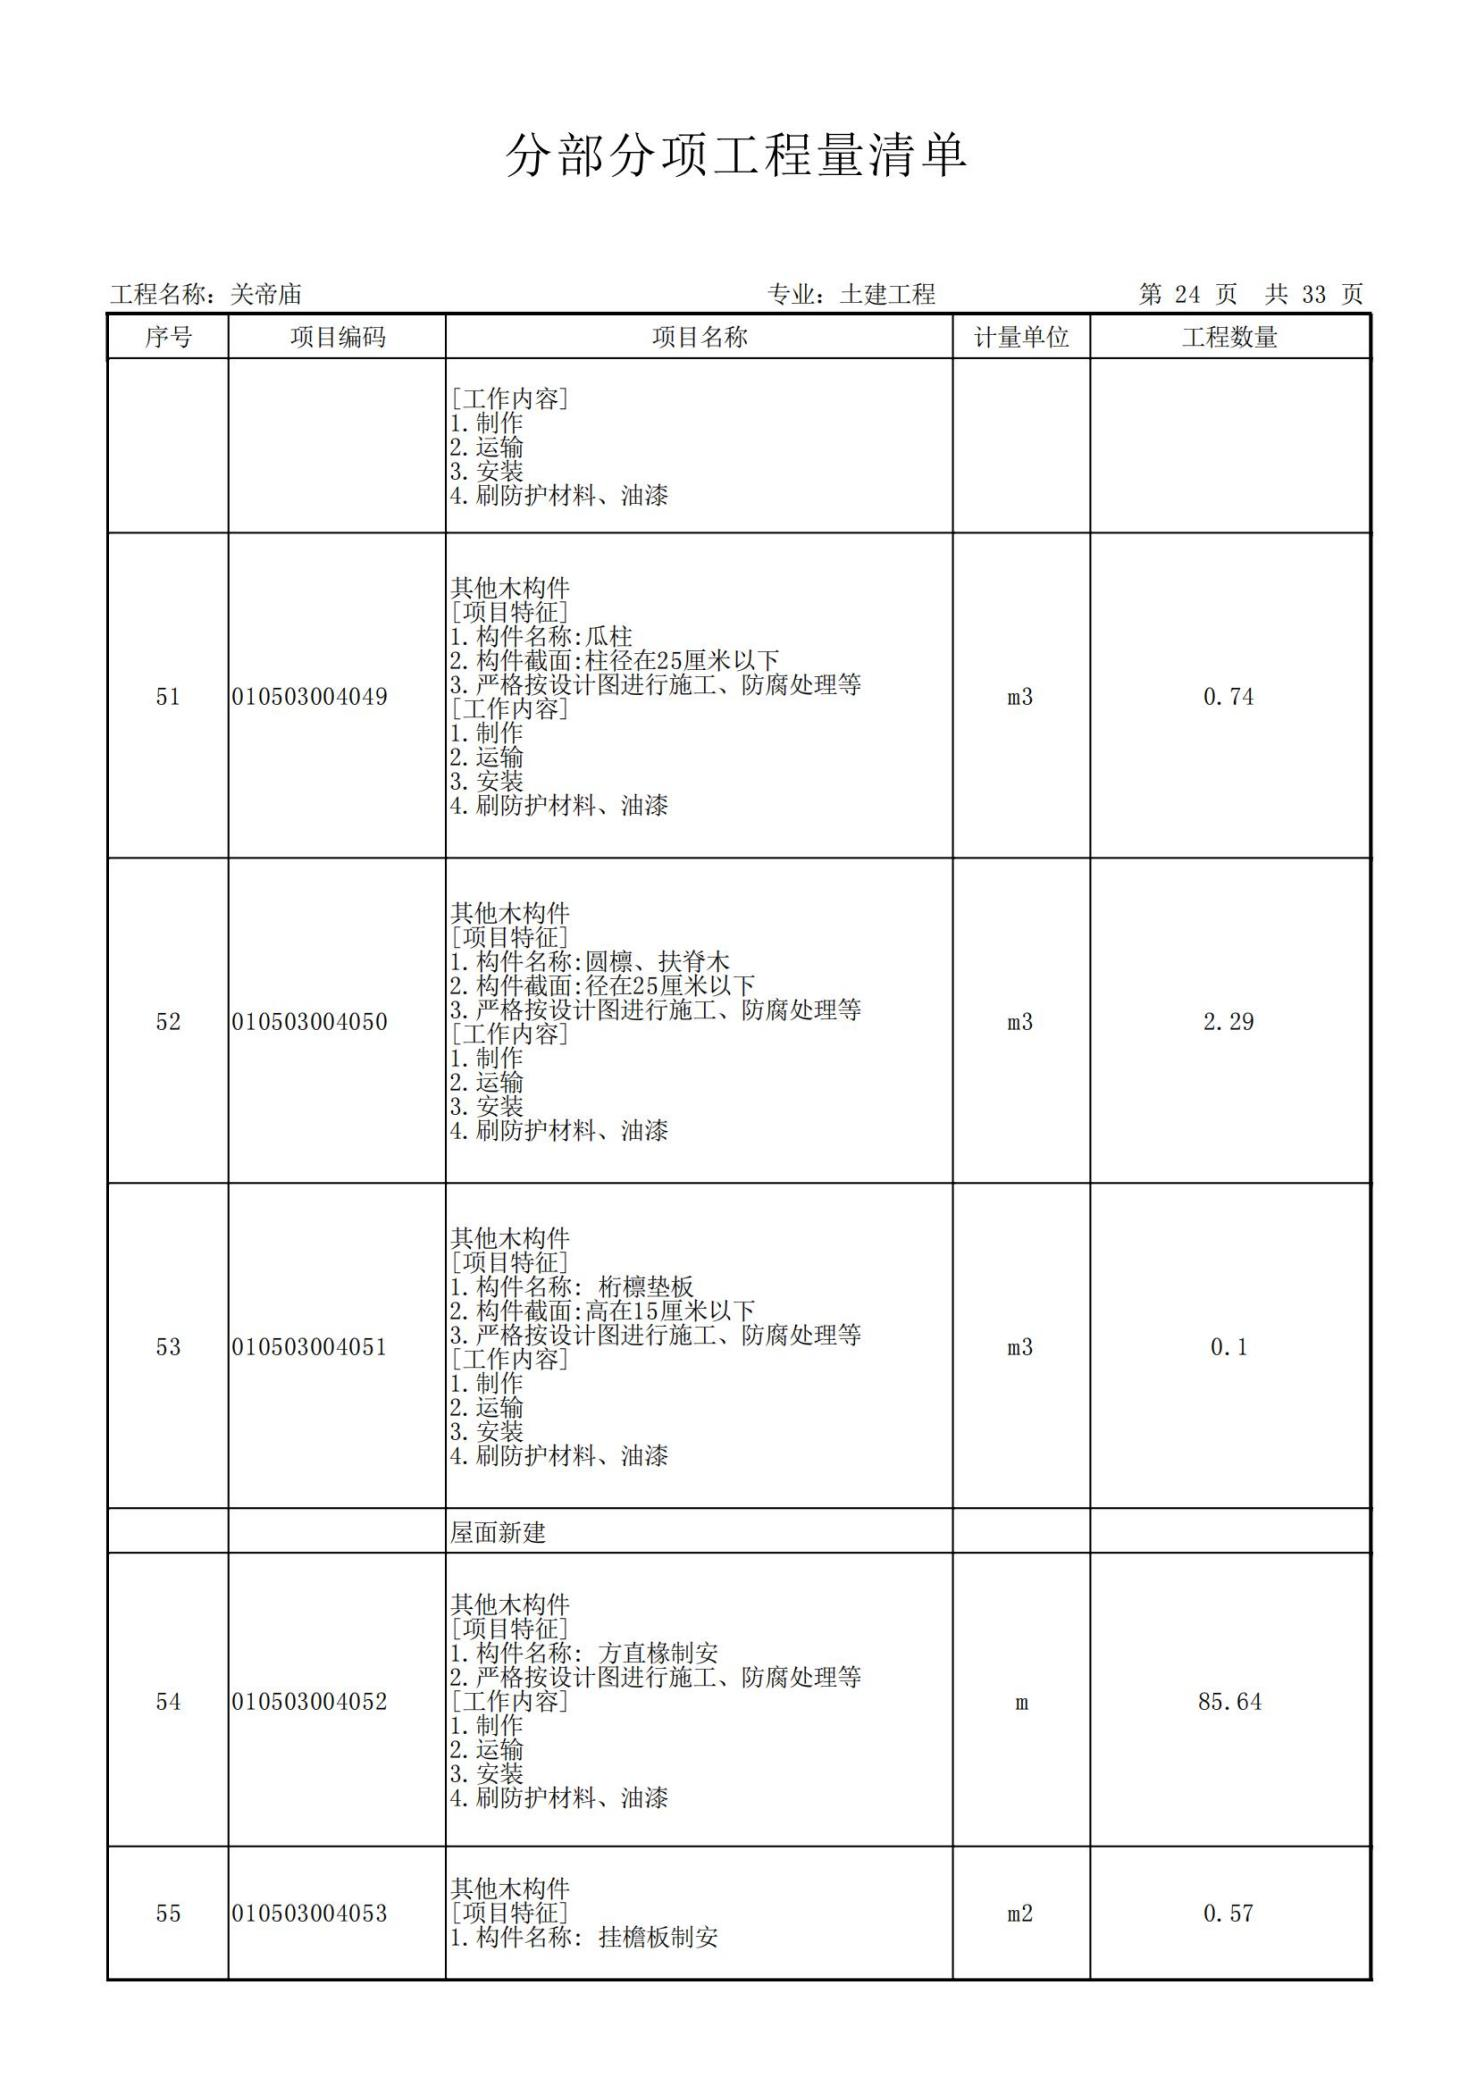 分部分项工程量清单
工程名称：关帝庙 专业：土建工程 第 24 页 共 33 页
序号 项目编码 项目名称 计量单位 工程数量
[工作内容]
1.制作
2.运输
3.安装
4.刷防护材料、油漆
51 010503004049 m3 0.74
其他木构件
[项目特征]
1.构件名称:瓜柱
2.构件截面:柱径在25厘米以下
3.严格按设计图进行施工、防腐处理等
[工作内容]
1.制作
2.运输
3.安装
4.刷防护材料、油漆
52 010503004050 m3 2.29
其他木构件
[项目特征]
1.构件名称:圆檩、扶脊木
2.构件截面:径在25厘米以下
3.严格按设计图进行施工、防腐处理等
[工作内容]
1.制作
2.运输
3.安装
4.刷防护材料、油漆
53 010503004051 m3 0.1
其他木构件
[项目特征]
1.构件名称: 桁檩垫板
2.构件截面:高在15厘米以下
3.严格按设计图进行施工、防腐处理等
[工作内容]
1.制作
2.运输
3.安装
4.刷防护材料、油漆
屋面新建
54 010503004052 m 85.64
其他木构件
[项目特征]
1.构件名称: 方直椽制安
2.严格按设计图进行施工、防腐处理等
[工作内容]
1.制作
2.运输
3.安装
4.刷防护材料、油漆
55 010503004053 m2 0.57
其他木构件
[项目特征]
1.构件名称: 挂檐板制安